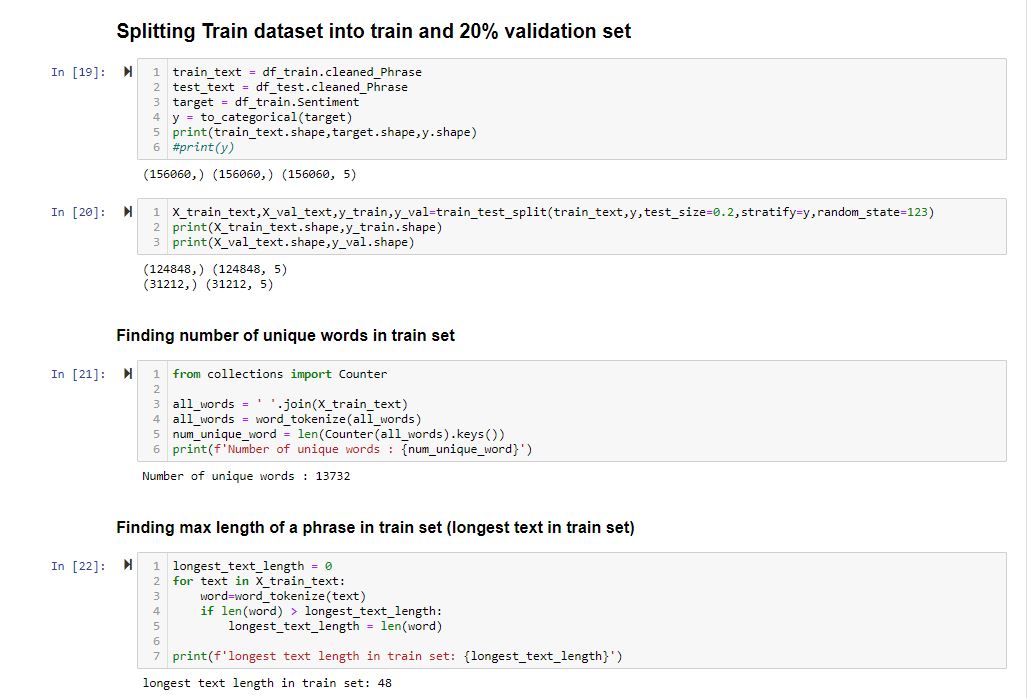 Splitting Train dataset into train and 20% validation set
In [19]:
1 train_text = df_train.cleaned_Phrase
2 test_text = df_test.cleaned_Phrase
3 target = df_train.Sentiment
4 y = to_categorical(target)
5 print(train_text.shape,target.shape,y.shape)
6 #print(y)
(156060,) (156060,) (156060, 5)
In [20]:
1 X_train_text,X_val_text,y_train,y_val=train_test_split(train_text,y,test_size=0.2,stratify=y,random_state=123)
2 print(X_train_text.shape,y_train.shape)
3 print(X_val_text.shape,y_val.shape)
(124848,) (124848, 5)
(31212,) (31212, 5)
Finding number of unique words in train set
In [21]:
1 from collections import Counter
2
3 all_words = ' '.join(X_train_text)
4 all_words = word_tokenize(all_words)
5 num_unique_word = len(Counter(all_words).keys())
6 print(f'Number of unique words : {num_unique_word}')
Number of unique words : 13732
Finding max length of a phrase in train set (longest text in train set)
In [22]:
1 longest_text_length = 0
2 for text in X_train_text:
3     word=word_tokenize(text)
4     if len(word) > longest_text_length:
5         longest_text_length = len(word)
6
7 print(f'longest text length in train set: {longest_text_length}')
longest text length in train set: 48